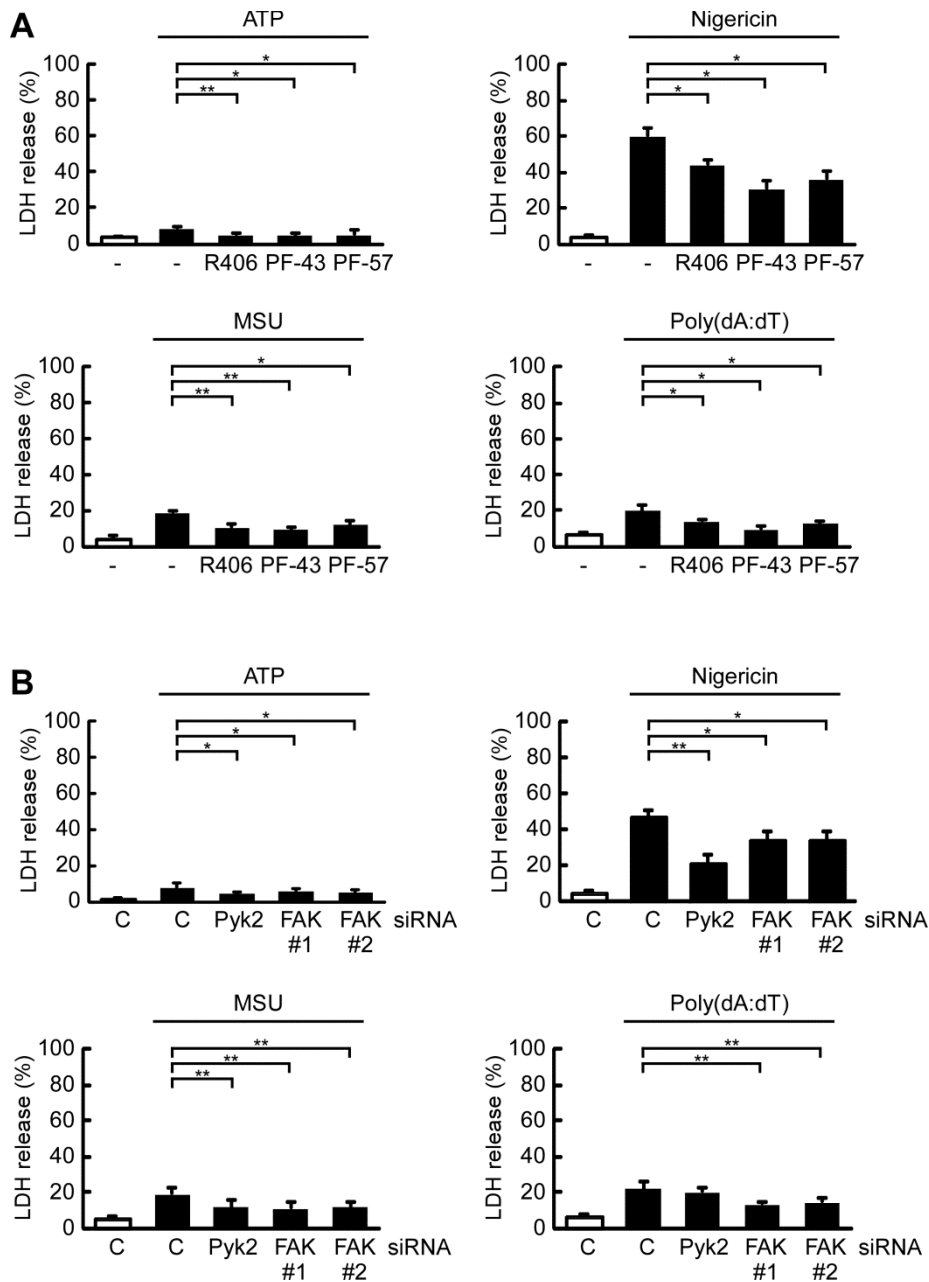 A
ATP
*
*
**
LDH release (%)
100
80
60
40
20
0
- - R406 PF-43 PF-57
Nigericin
*
*
*
LDH release (%)
100
80
60
40
20
0
- - R406 PF-43 PF-57
MSU
*
**
**
LDH release (%)
100
80
60
40
20
0
- - R406 PF-43 PF-57
Poly(dA:dT)
*
*
*
LDH release (%)
100
80
60
40
20
0
- - R406 PF-43 PF-57
B
ATP
*
*
*
LDH release (%)
100
80
60
40
20
0
C C Pyk2 FAK FAK siRNA
#1 #2
Nigericin
*
*
**
LDH release (%)
100
80
60
40
20
0
C C Pyk2 FAK FAK siRNA
#1 #2
MSU
**
**
**
LDH release (%)
100
80
60
40
20
0
C C Pyk2 FAK FAK siRNA
#1 #2
Poly(dA:dT)
**
**
LDH release (%)
100
80
60
40
20
0
C C Pyk2 FAK FAK siRNA
#1 #2